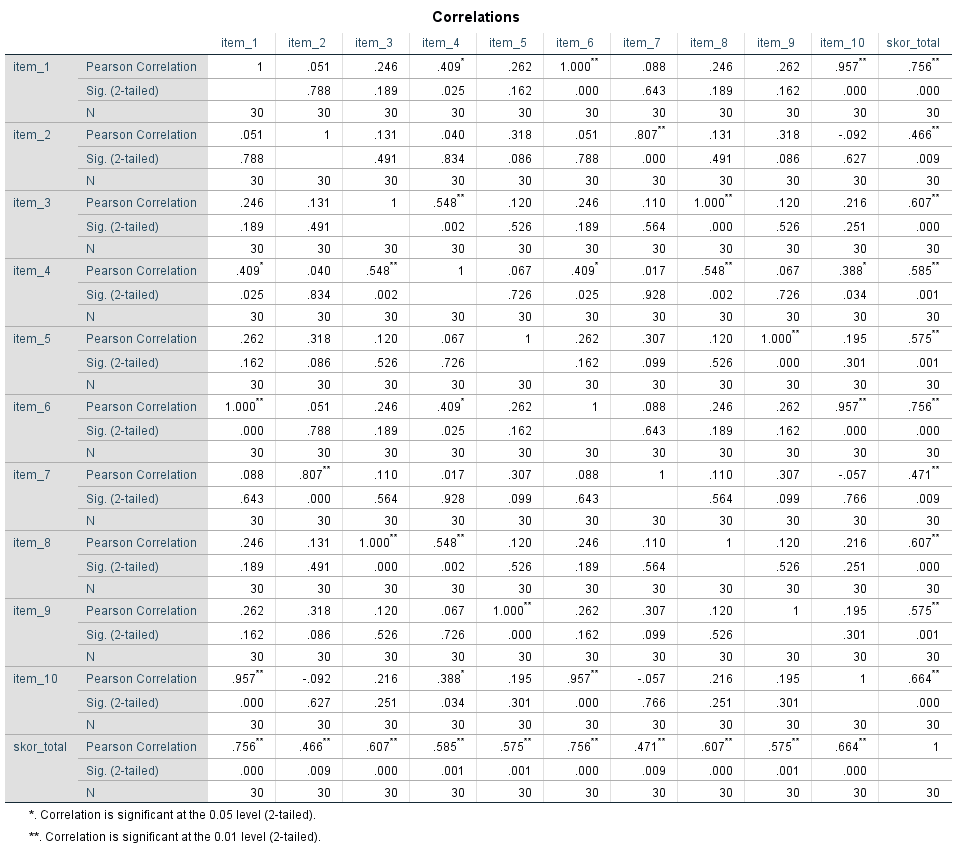 Correlations
item_1 item_2 item_3 item_4 item_5 item_6 item_7 item_8 item_9 item_10 skor_total
item_1 Pearson Correlation 1 .051 .246 .409* .262 1.000** .088 .246 .262 .957** .756**
Sig. (2-tailed) .788 .189 .025 .162 .000 .643 .189 .162 .000 .000
N 30 30 30 30 30 30 30 30 30 30 30
item_2 Pearson Correlation .051 1 .131 .040 .318 .051 .807** .131 .318 -.092 .466**
Sig. (2-tailed) .788 .491 .834 .086 .788 .000 .491 .086 .627 .009
N 30 30 30 30 30 30 30 30 30 30 30
item_3 Pearson Correlation .246 .131 1 .548** .120 .246 .110 1.000** .120 .216 .607**
Sig. (2-tailed) .189 .491 .002 .526 .189 .564 .000 .526 .251 .000
N 30 30 30 30 30 30 30 30 30 30 30
item_4 Pearson Correlation .409* .040 .548** 1 .067 .409* .017 .548** .067 .388* .585**
Sig. (2-tailed) .025 .834 .002 .726 .025 .928 .002 .726 .034 .001
N 30 30 30 30 30 30 30 30 30 30 30
item_5 Pearson Correlation .262 .318 .120 .067 1 .262 .307 .120 1.000** .195 .575**
Sig. (2-tailed) .162 .086 .526 .726 .162 .099 .526 .000 .301 .001
N 30 30 30 30 30 30 30 30 30 30 30
item_6 Pearson Correlation 1.000** .051 .246 .409* .262 1 .088 .246 .262 .957** .756**
Sig. (2-tailed) .000 .788 .189 .025 .162 .643 .189 .162 .000 .000
N 30 30 30 30 30 30 30 30 30 30 30
item_7 Pearson Correlation .088 .807** .110 .017 .307 .088 1 .110 .307 -.057 .471**
Sig. (2-tailed) .643 .000 .564 .928 .099 .643 .564 .099 .766 .009
N 30 30 30 30 30 30 30 30 30 30 30
item_8 Pearson Correlation .246 .131 1.000** .548** .120 .246 .110 1 .120 .216 .607**
Sig. (2-tailed) .189 .491 .000 .002 .526 .189 .564 .526 .251 .000
N 30 30 30 30 30 30 30 30 30 30 30
item_9 Pearson Correlation .262 .318 .120 .067 1.000** .262 .307 .120 1 .195 .575**
Sig. (2-tailed) .162 .086 .526 .726 .000 .162 .099 .526 .301 .001
N 30 30 30 30 30 30 30 30 30 30 30
item_10 Pearson Correlation .957** -.092 .216 .388* .195 .957** -.057 .216 .195 1 .664**
Sig. (2-tailed) .000 .627 .251 .034 .301 .000 .766 .251 .301 .000
N 30 30 30 30 30 30 30 30 30 30 30
skor_total Pearson Correlation .756** .466** .607** .585** .575** .756** .471** .607** .575** .664** 1
Sig. (2-tailed) .000 .009 .000 .001 .001 .000 .009 .000 .001 .000
N 30 30 30 30 30 30 30 30 30 30 30
*. Correlation is significant at the 0.05 level (2-tailed).
**. Correlation is significant at the 0.01 level (2-tailed).